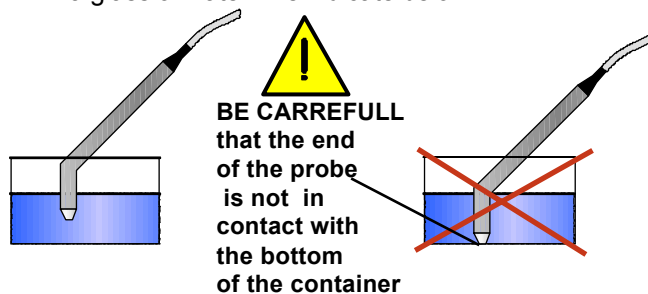 !
BE CARREFULL
that the end
of the probe
is not in
contact with
the bottom
of the container